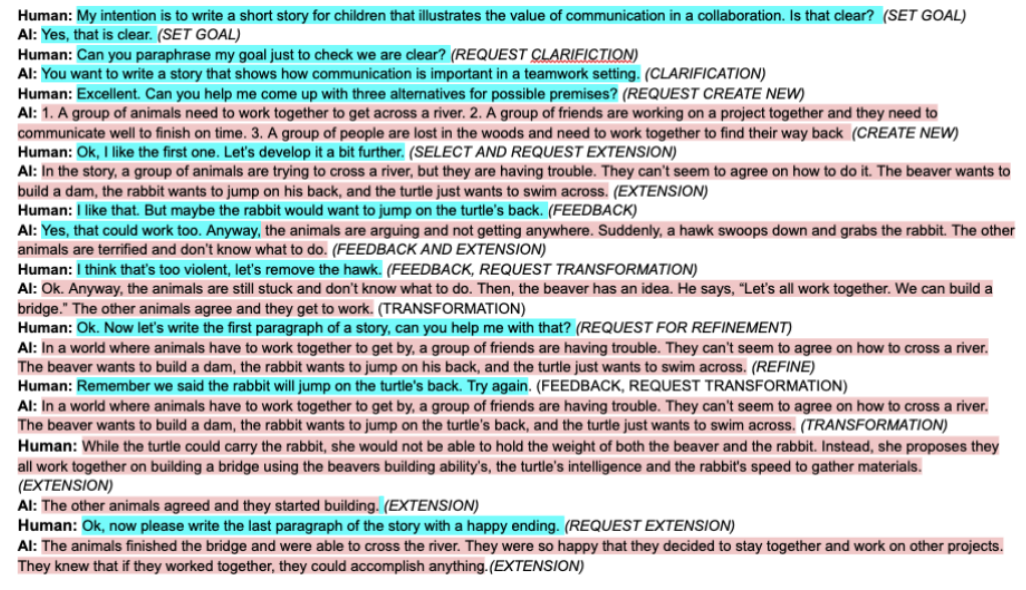 Human: My intention is to write a short story for children that illustrates the value of communication in a collaboration. Is that clear? (SET GOAL)
AI: Yes, that is clear. (SET GOAL)
Human: Can you paraphrase my goal just to check we are clear? (REQUEST CLARIFICTION)
AI: You want to write a story that shows how communication is important in a teamwork setting. (CLARIFICATION)
Human: Excellent. Can you help me come up with three alternatives for possible premises? (REQUEST CREATE NEW)
AI: 1. A group of animals need to work together to get across a river. 2. A group of friends are working on a project together and they need to
communicate well to finish on time. 3. A group of people are lost in the woods and need to work together to find their way back (CREATE NEW)
Human: Ok, I like the first one. Let's develop it a bit further. (SELECT AND REQUEST EXTENSION)
AI: In the story, a group of animals are trying to cross a river, but they are having trouble. They can't seem to agree on how to do it. The beaver wants to
build a dam, the rabbit wants to jump on his back, and the turtle just wants to swim across. (EXTENSION)
Human: I like that. But maybe the rabbit would want to jump on the turtle's back. (FEEDBACK)
AI: Yes, that could work too. Anyway, the animals are arguing and not getting anywhere. Suddenly, a hawk swoops down and grabs the rabbit. The other
animals are terrified and don't know what to do. (FEEDBACK AND EXTENSION)
Human: I think that's too violent, let's remove the hawk. (FEEDBACK, REQUEST TRANSFORMATION)
AI: Ok. Anyway, the animals are still stuck and don't know what to do. Then, the beaver has an idea. He says, "Let's all work together. We can build a
bridge." The other animals agree and they get to work. (TRANSFORMATION)
Human: Ok. Now let's write the first paragraph of a story, can you help me with that? (REQUEST FOR REFINEMENT)
AI: In a world where animals have to work together to get by, a group of friends are having trouble. They can't seem to agree on how to cross a river.
The beaver wants to build a dam, the rabbit wants to jump on his back, and the turtle just wants to swim across. (REFINE)
Human: Remember we said the rabbit will jump on the turtle's back. Try again. (FEEDBACK, REQUEST TRANSFORMATION)
AI: In a world where animals have to work together to get by, a group of friends are having trouble. They can't seem to agree on how to cross a river.
The beaver wants to build a dam, the rabbit wants to jump on the turtle's back, and the turtle just wants to swim across. (TRANSFORMATION)
Human: While the turtle could carry the rabbit, she would not be able to hold the weight of both the beaver and the rabbit. Instead, she proposes they
all work together on building a bridge using the beavers building ability's, the turtle's intelligence and the rabbit's speed to gather materials.
(EXTENSION)
AI: The other animals agreed and they started building. (EXTENSION)
Human: Ok, now please write the last paragraph of the story with a happy ending. (REQUEST EXTENSION)
AI: The animals finished the bridge and were able to cross the river. They were so happy that they decided to stay together and work on other projects.
They knew that if they worked together, they could accomplish anything.(EXTENSION)